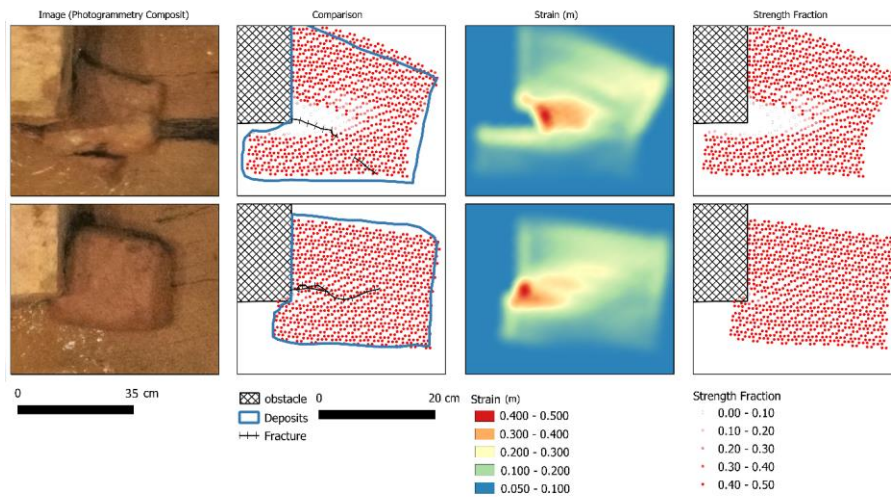 Image (Photogrammetry Composit)
Comparison
Strain (m)
Strength Fraction
0 35 cm
obstacle
Deposits
Fracture
0 20 cm
Strain (m)
0.400 - 0.500
0.300 - 0.400
0.200 - 0.300
0.100 - 0.200
0.050 - 0.100
Strength Fraction
0.00 - 0.10
0.10 - 0.20
0.20 - 0.30
0.30 - 0.40
0.40 - 0.50